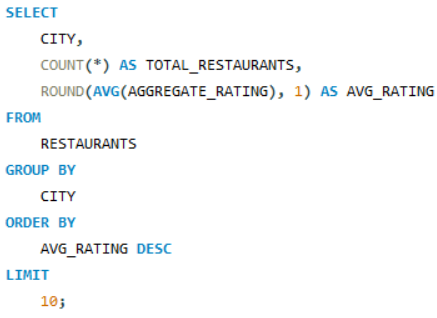 SELECT
CITY,
COUNT(*) AS TOTAL_RESTAURANTS,
ROUND(AVG(AGGREGATE_RATING), 1) AS AVG_RATING
FROM
RESTAURANTS
GROUP BY
CITY
ORDER BY
AVG_RATING DESC
LIMIT
10;